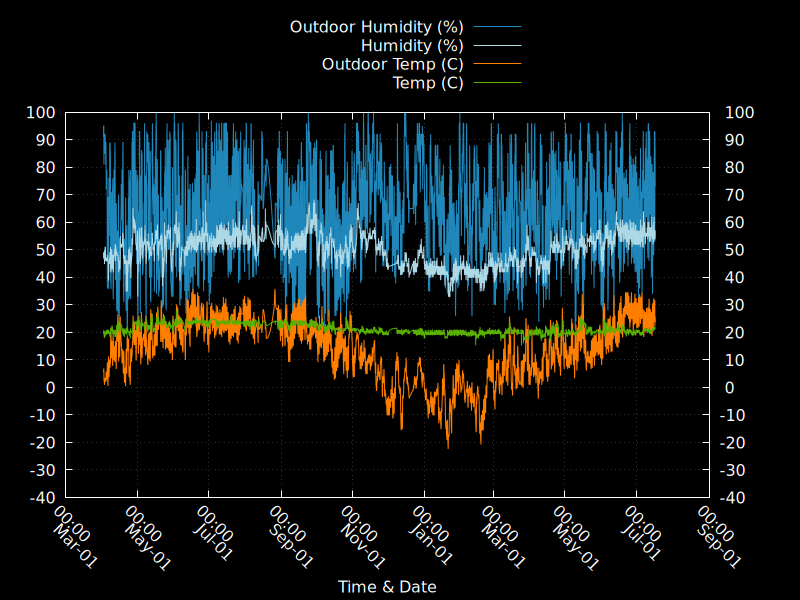 Outdoor Humidity (%)
Humidity (%)
Outdoor Temp (C)
Temp (C)
100 100
90 90
80 80
70 70
60 60
50 50
40 40
30 30
20 20
10 10
0 0
-10 -10
-20 -20
-30 -30
-40 -40
00:00 00:00 00:00 00:00 00:00 00:00 00:00 00:00 00:00 00:00
Mar-01 May-01 Jul-01 Sep-01 Nov-01 Jan-01 Mar-01 May-01 Jul-01 Sep-01
Time & Date